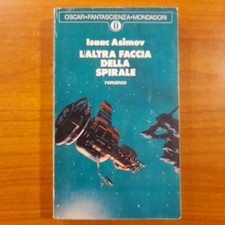 OSCAR•FANTASCIENZA•MONDADORI
Isaac Asimov
L'ALTRA FACCIA
DELLA
SPIRALE
romanzo